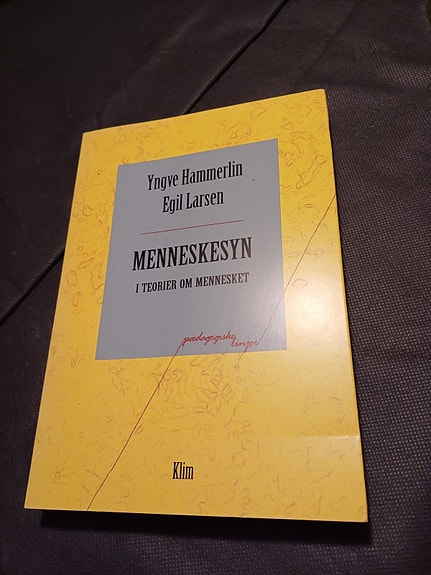 Yngve Hammerlin
Egil Larsen
MENNESKESYN
I TEORIER OM MENNESKET
pædagogiske
linjer
Klim